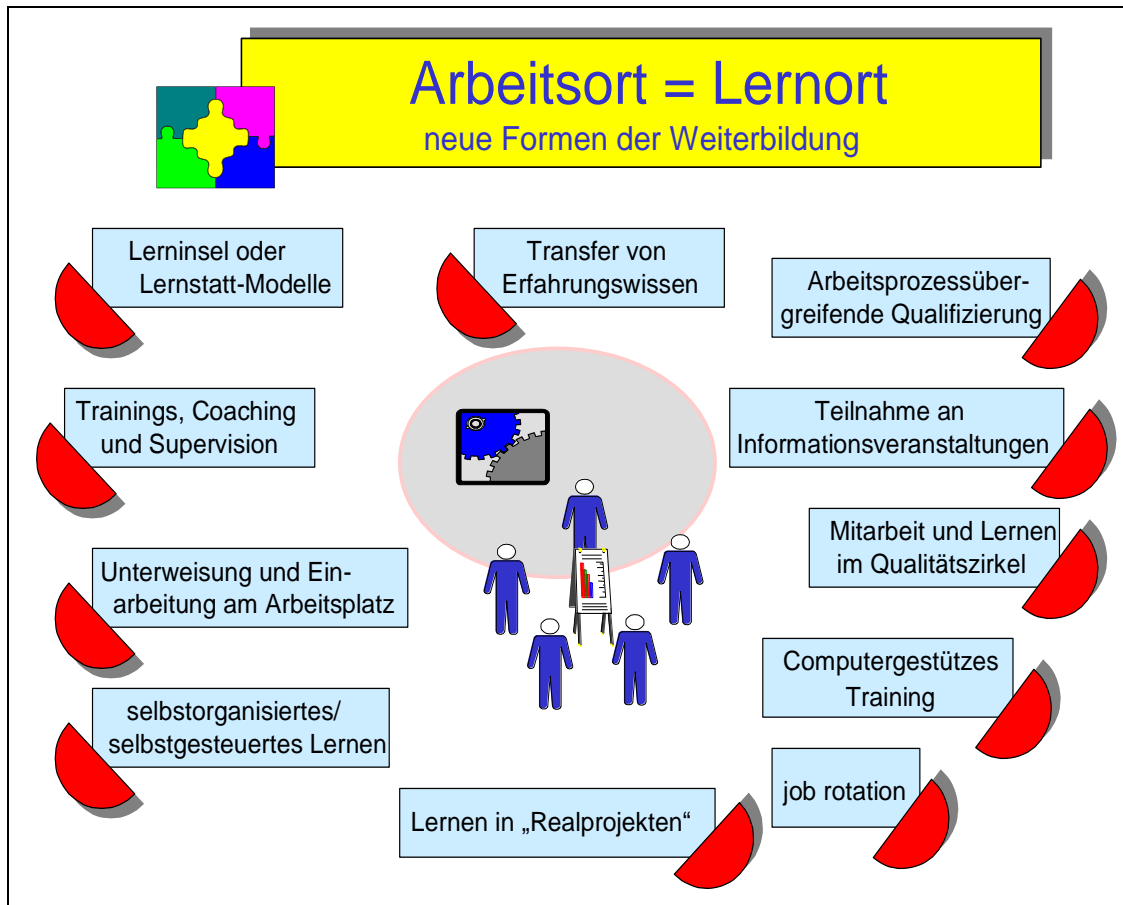 Arbeitsort = Lernort
neue Formen der Weiterbildung
Lerninsel oder
Lernstatt-Modelle
Transfer von
Erfahrungswissen
Arbeitsprozessüber-
greifende Qualifizierung
Trainings, Coaching
und Supervision
Teilnahme an
Informationsveranstaltungen
Unterweisung und Ein-
arbeitung am Arbeitsplatz
Mitarbeit und Lernen
im Qualitätszirkel
selbstorganisiertes/
selbstgesteuertes Lernen
Computergestützes
Training
Lernen in „Realprojekten“
job rotation